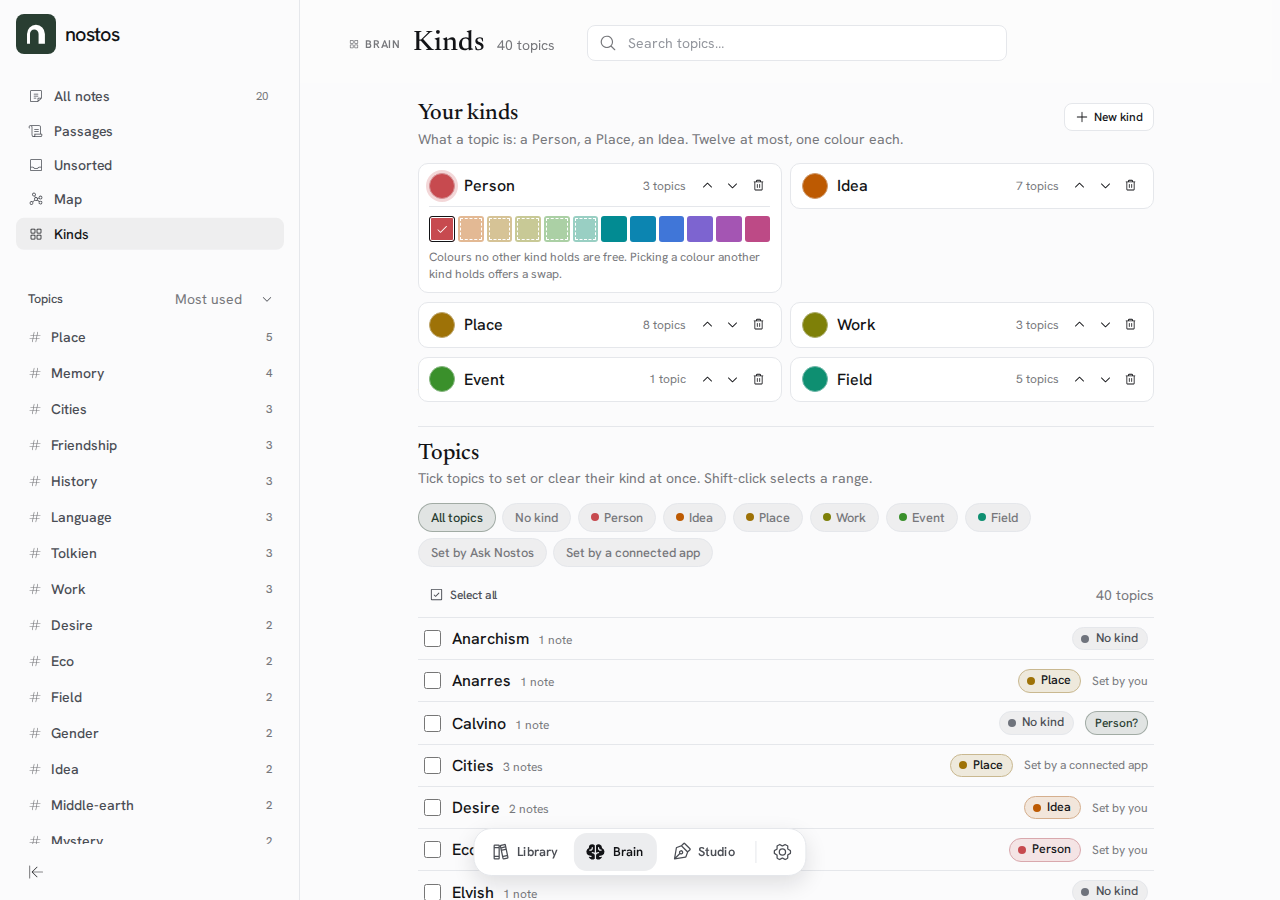 nostos
All notes 20
Passages
Unsorted
Map
Kinds
Topics Most used
# Place 5
# Memory 4
# Cities 3
# Friendship 3
# History 3
# Language 3
# Tolkien 3
# Work 3
# Desire 2
# Eco 2
# Field 2
# Gender 2
# Idea 2
# Middle-earth 2
# Mystery 2
BRAIN Kinds 40 topics Search topics...
Your kinds
New kind
What a topic is: a Person, a Place, an Idea. Twelve at most, one colour each.
Person 3 topics
Idea 7 topics
Colours no other kind holds are free. Picking a colour another
kind holds offers a swap.
Place 8 topics
Work 3 topics
Event 1 topic
Field 5 topics
Topics
Tick topics to set or clear their kind at once. Shift-click selects a range.
All topics No kind Person Idea Place Work Event Field
Set by Ask Nostos Set by a connected app
Select all 40 topics
Anarchism 1 note No kind
Anarres 1 note Place Set by you
Calvino 1 note No kind Person?
Cities 3 notes Place Set by a connected app
Desire 2 notes Idea Set by you
Person Set by you
Library Brain Studio
Elvish 1 note No kind